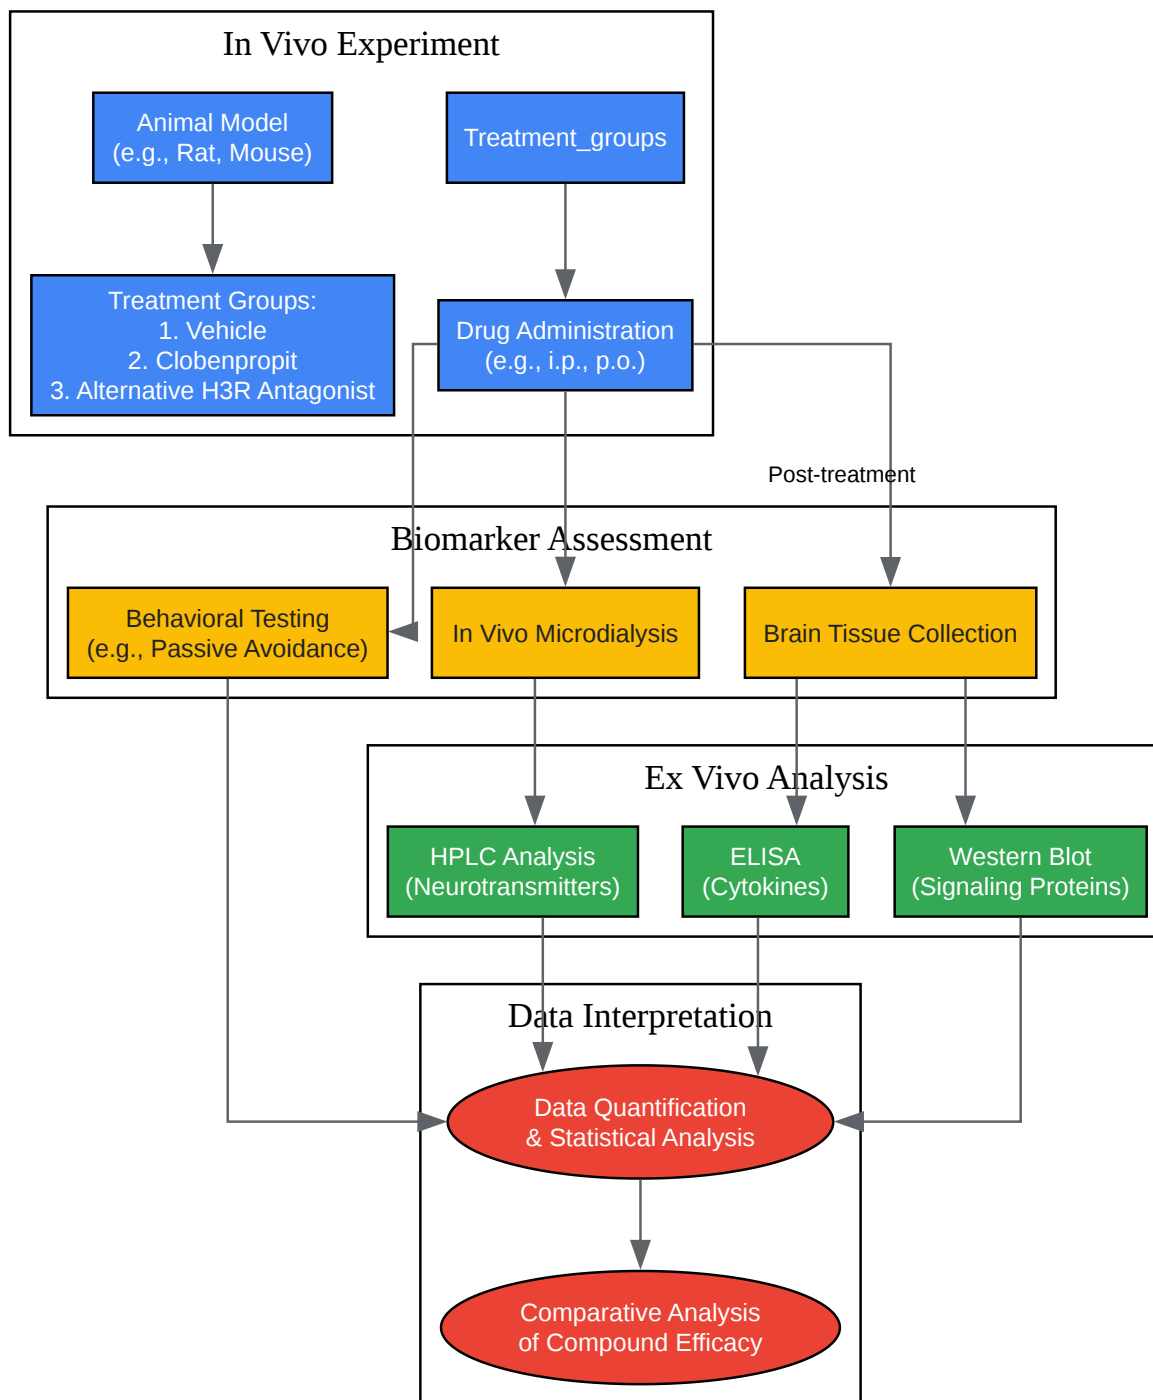 In Vivo Experiment
Animal Model
(e.g., Rat, Mouse)
Treatment_groups
Treatment Groups:
1. Vehicle
2. Clobenpropit
3. Alternative H3R Antagonist
Drug Administration
(e.g., i.p., p.o.)
Post-treatment
Biomarker Assessment
Behavioral Testing
(e.g., Passive Avoidance)
In Vivo Microdialysis
Brain Tissue Collection
Ex Vivo Analysis
HPLC Analysis
(Neurotransmitters)
ELISA
(Cytokines)
Western Blot
(Signaling Proteins)
Data Interpretation
Data Quantification
& Statistical Analysis
Comparative Analysis
of Compound Efficacy